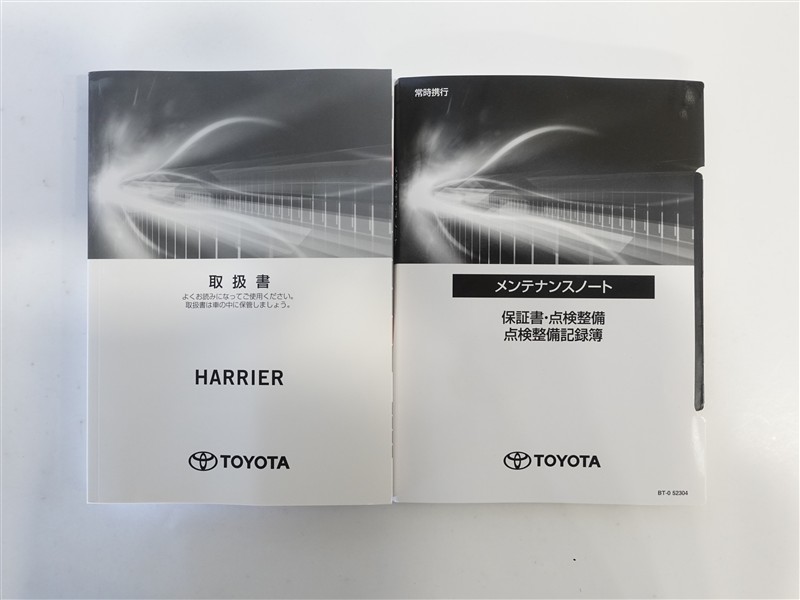 取扱書
よくお読みになってご使用ください。
取扱書は車の中に保管しましょう。
HARRIER
TOYOTA
常時携行
メンテナンスノート
保証書・点検整備
点検整備記録簿
TOYOTA
BT-0 52304